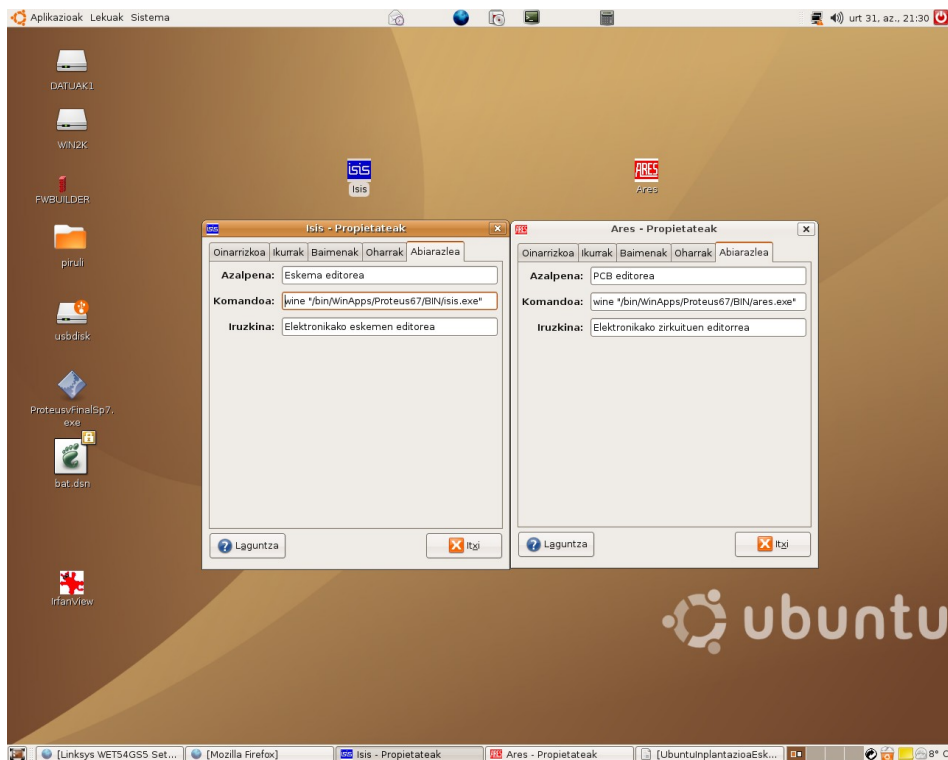 Aplikazioak Lekuak Sistema
urt 31, az., 21:30
DATUAK1
WIN2K
FWBUILDER
piruli
usbdisk
ProteusvFinalSp7.
exe
bat.dsn
IrfanView
isis
Isis
ARES
Ares
Isis - Propietateak
Oinarrizkoa Ikurrak Baimenak Oharrak Abiarazlea
Azalpena: Eskema editorea
Komandoa: wine "/bin/WinApps/Proteus67/BIN/isis.exe"
Iruzkina: Elektronikako eskemen editorea
Laguntza Itxi
Ares - Propietateak
Oinarrizkoa Ikurrak Baimenak Oharrak Abiarazlea
Azalpena: PCB editorea
Komandoa: wine "/bin/WinApps/Proteus67/BIN/ares.exe"
Iruzkina: Elektronikako zirkuituen editorrea
Laguntza Itxi
ubuntu
[Linksys WET54GS5 Set... [Mozilla Firefox] Isis - Propietateak Ares - Propietateak [UbuntuInplantazioaEsk... 8° C